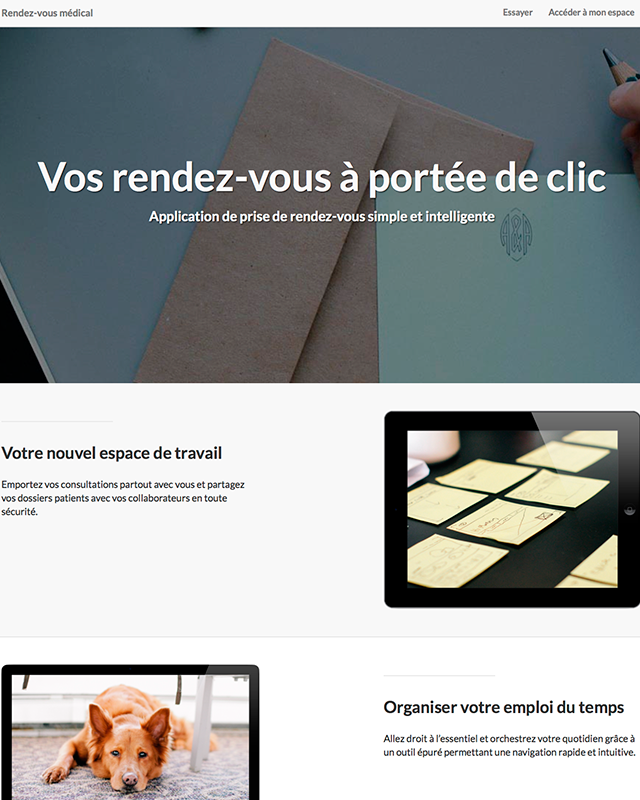 Rendez-vous médical
Essayer
Accéder à mon espace
Vos rendez-vous à portée de clic
Application de prise de rendez-vous simple et intelligente
A&A
Votre nouvel espace de travail
Emportez vos consultations partout avec vous et partagez
vos dossiers patients avec vos collaborateurs en toute
sécurité.
Organiser votre emploi du temps
Allez droit à l'essentiel et orchestrez votre quotidien grâce à
un outil épuré permettant une navigation rapide et intuitive.